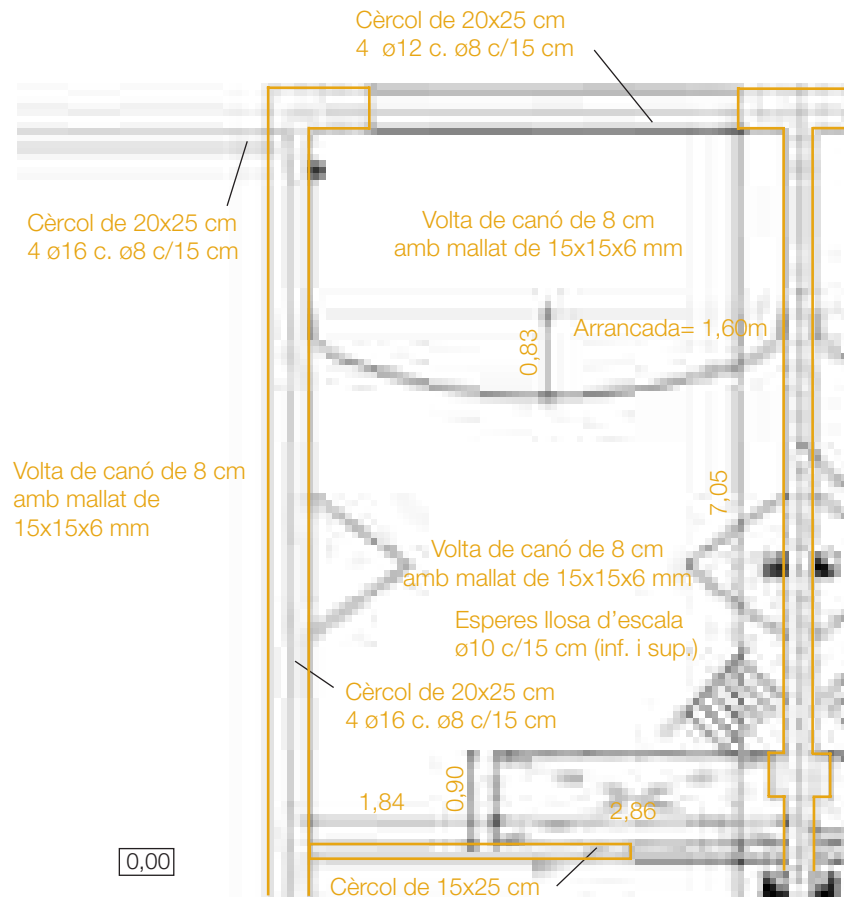 Cèrcol de 20x25 cm
4 ø12 c. ø8 c/15 cm
Cèrcol de 20x25 cm
4 ø16 c. ø8 c/15 cm
Volta de canó de 8 cm
amb mallat de 15x15x6 mm
Arrancada= 1,60m
0,83
Volta de canó de 8 cm
amb mallat de
15x15x6 mm
7,05
Volta de canó de 8 cm
amb mallat de 15x15x6 mm
Esperes llosa d'escala
ø10 c/15 cm (inf. i sup.)
Cèrcol de 20x25 cm
4 ø16 c. ø8 c/15 cm
1,84
0,90
2,86
0,00
Cèrcol de 15x25 cm